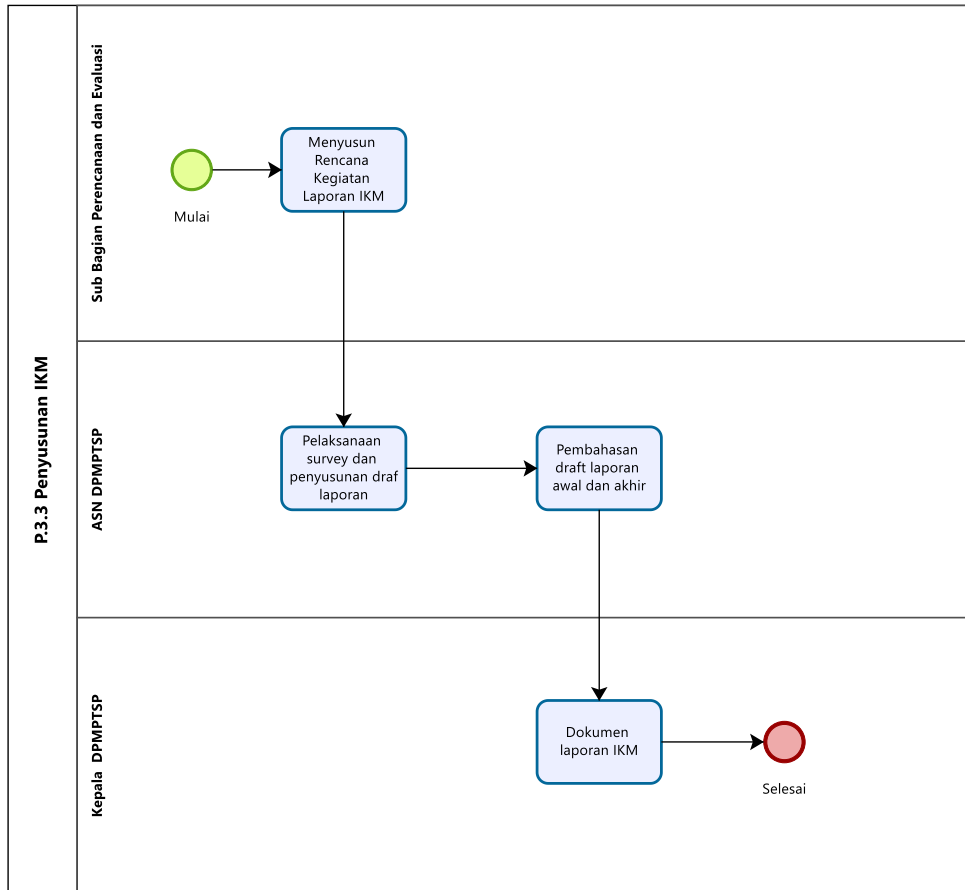 P.3.3 Penyusunan IKM
Sub Bagian Perencanaan dan Evaluasi
Mulai
Menyusun
Rencana
Kegiatan
Laporan IKM
ASN DPMPTSP
Pelaksanaan
survey dan
penyusunan draf
laporan
Pembahasan
draft laporan
awal dan akhir
Kepala  DPMPTSP
Dokumen
laporan IKM
Selesai